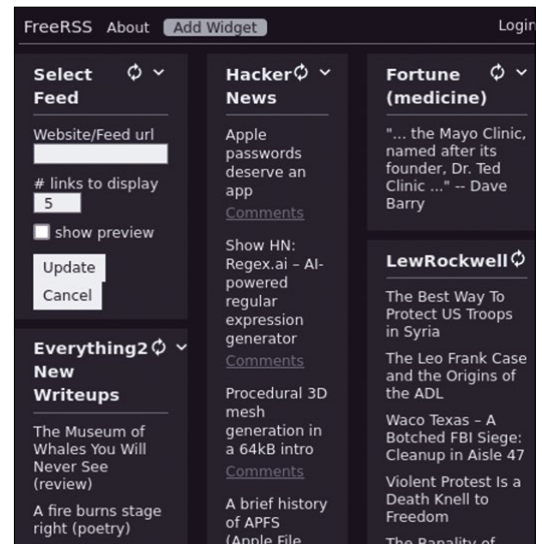 FreeRSS About Add Widget Login
Select
Feed
Website/Feed url
# links to display
5
show preview
Update
Cancel
Everything2
New
Writeups
The Museum of
Whales You Will
Never See
(review)
A fire burns stage
right (poetry)
Hacker
News
Apple
passwords
deserve an
app
Comments
Show HN:
Regex.ai – AI-
powered
regular
expression
generator
Comments
Procedural 3D
mesh
generation in
a 64kB intro
Comments
A brief history
of APFS
(Apple File
Fortune
(medicine)
"... the Mayo Clinic,
named after its
founder, Dr. Ted
Clinic ..." -- Dave
Barry
LewRockwell
The Best Way To
Protect US Troops
in Syria
The Leo Frank Case
and the Origins of
the ADL
Waco Texas – A
Botched FBI Siege:
Cleanup in Aisle 47
Violent Protest Is a
Death Knell to
Freedom
The Banality of